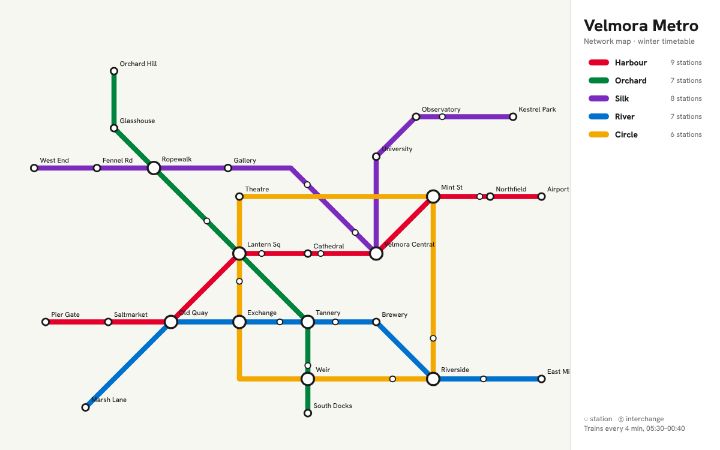 Velmora Metro
Network map · winter timetable
Harbour 9 stations
Orchard 7 stations
Silk 8 stations
River 7 stations
Circle 6 stations
Orchard Hill
Observatory
Kestrel Park
Glasshouse
University
West End
Fennel Rd
Ropewalk
Gallery
Theatre
Mint St
Northfield
Airport
Lantern Sq
Cathedral
Velmora Central
Pier Gate
Saltmarket
Old Quay
Exchange
Tannery
Brewery
Weir
Riverside
East Mi
Marsh Lane
South Docks
○ station ◎ interchange
Trains every 4 min, 05:30–00:40